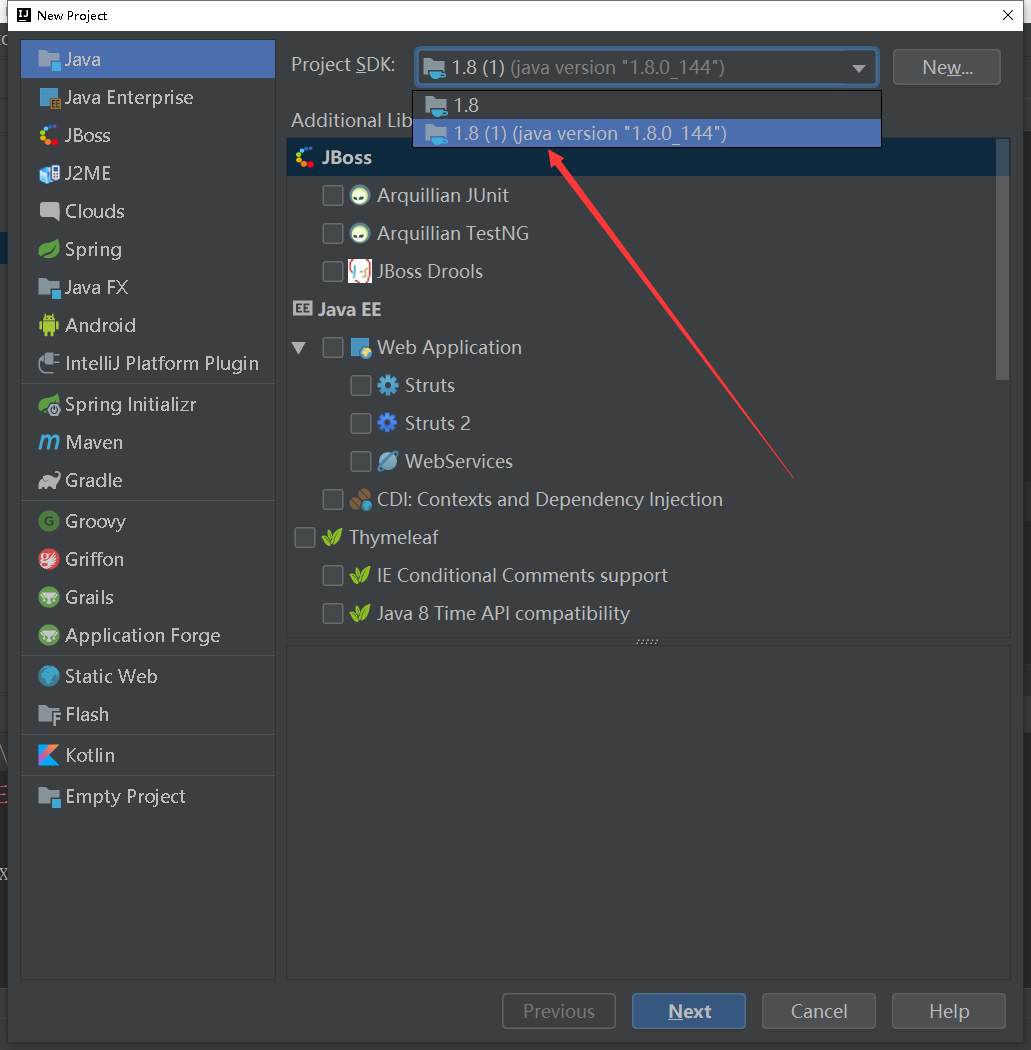 New Project
Java
Java Enterprise
JBoss
J2ME
Clouds
Spring
Java FX
Android
IntelliJ Platform Plugin
Spring Initializr
Maven
Gradle
Groovy
Griffon
Grails
Application Forge
Static Web
Flash
Kotlin
Empty Project
Project SDK: 1.8 (1) (java version "1.8.0_144") New...
1.8
1.8 (1) (java version "1.8.0_144")
Additional Lib
JBoss
Arquillian JUnit
Arquillian TestNG
JBoss Drools
Java EE
Web Application
Struts
Struts 2
WebServices
CDI: Contexts and Dependency Injection
Thymeleaf
IE Conditional Comments support
Java 8 Time API compatibility
Previous Next Cancel Help